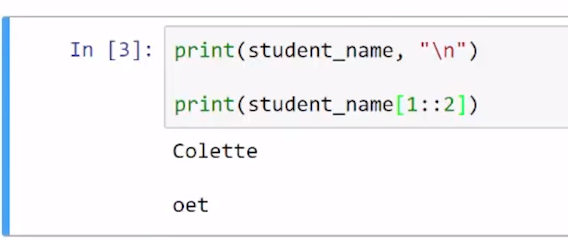 In [3]: print(student_name, "\n")
print(student_name[1::2])
Colette
oet